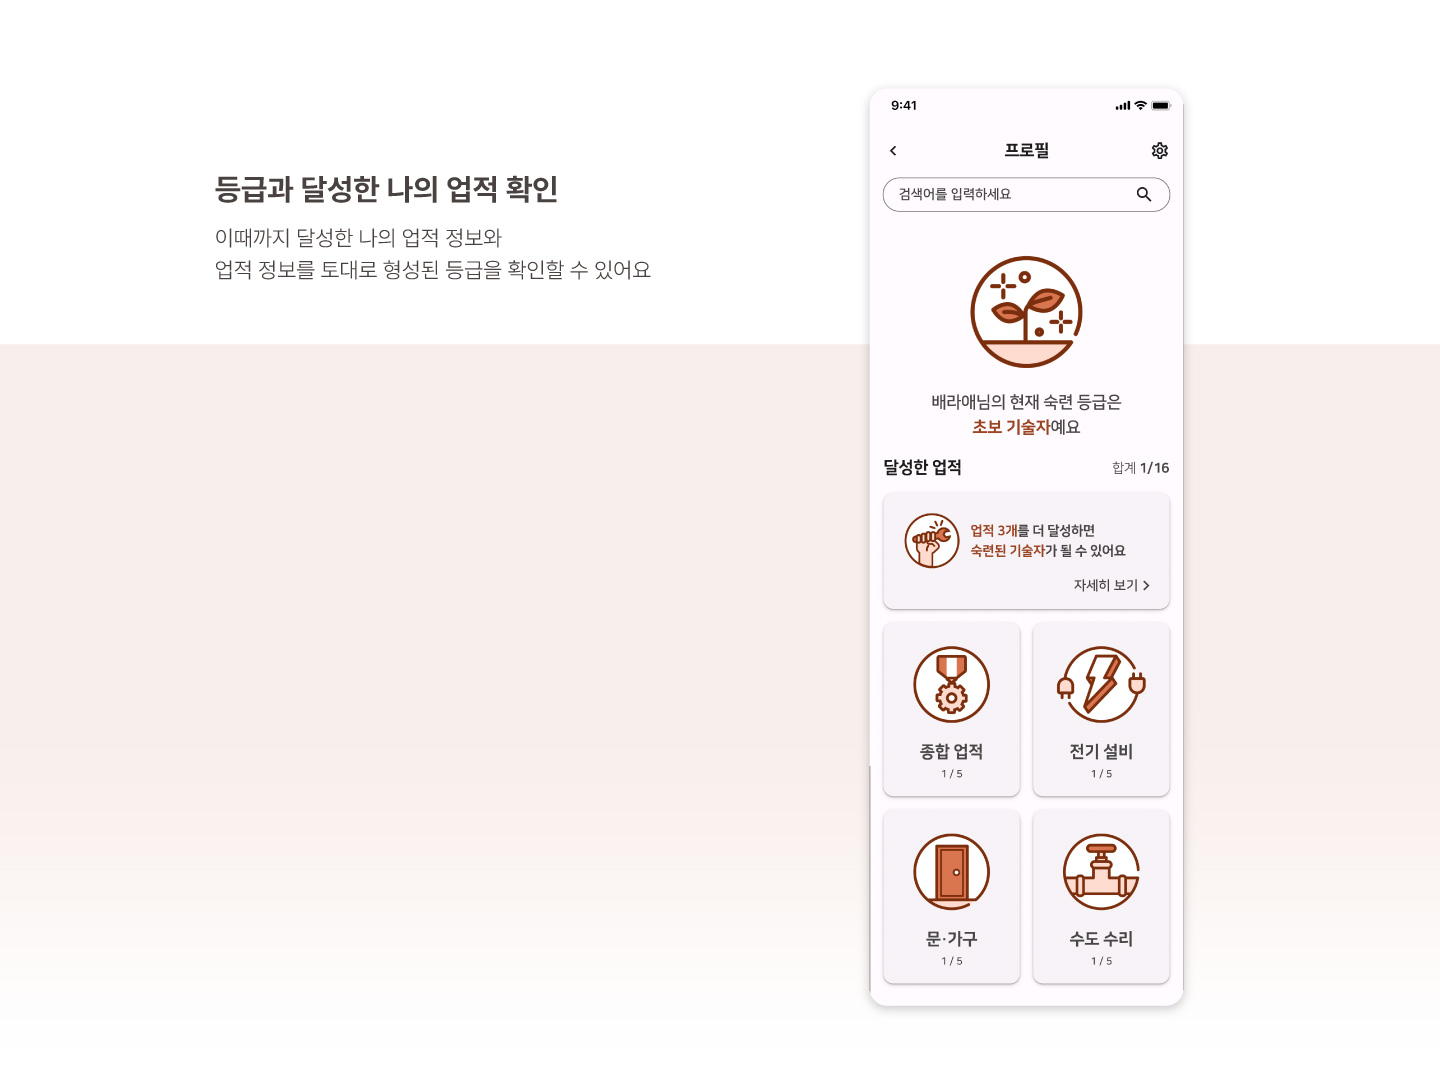 등급과 달성한 나의 업적 확인
이때까지 달성한 나의 업적 정보와
업적 정보를 토대로 형성된 등급을 확인할 수 있어요
9:41
프로필
검색어를 입력하세요
배라애님의 현재 숙련 등급은
초보 기술자예요
달성한 업적
합계 1/16
업적 3개를 더 달성하면
숙련된 기술자가 될 수 있어요
자세히 보기
종합 업적
1 / 5
전기 설비
1 / 5
문·가구
1 / 5
수도 수리
1 / 5